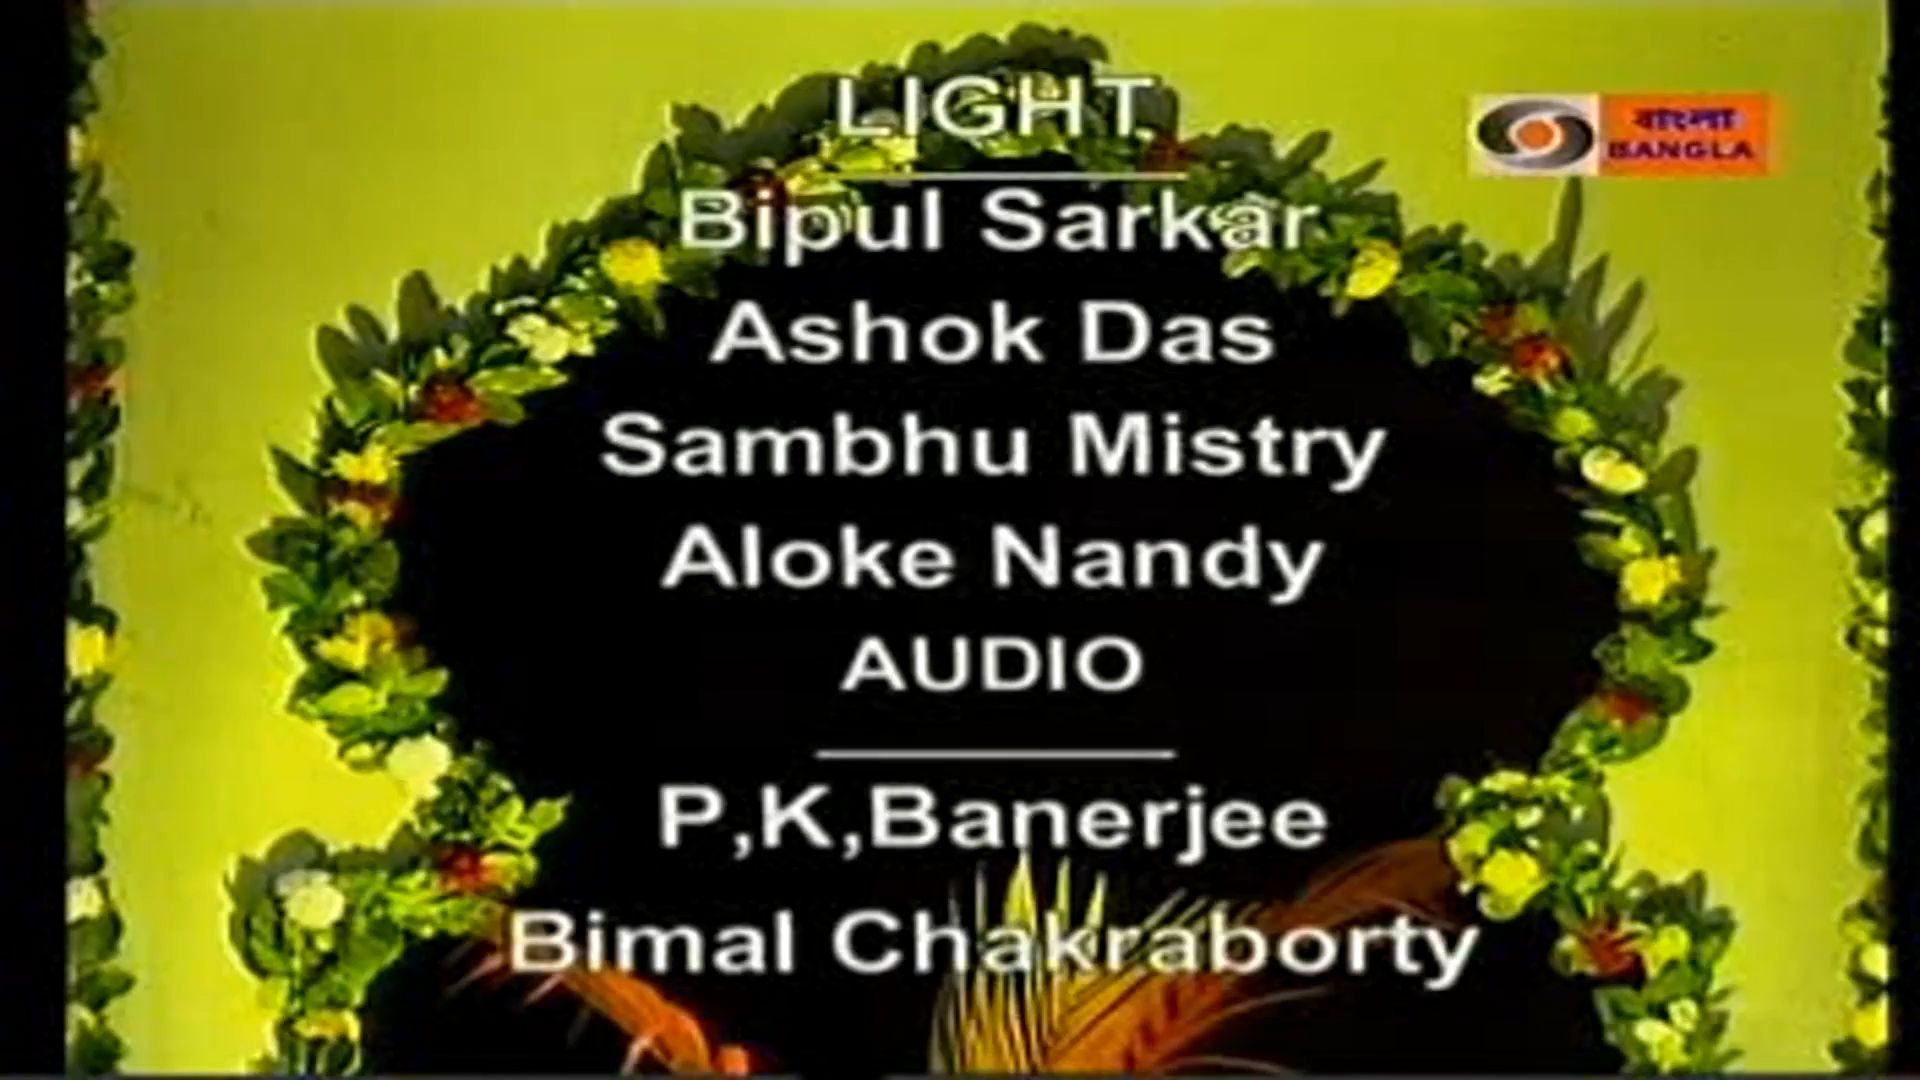 LIGHT
বাংলা
BANGLA
Bipul Sarkar
Ashok Das
Sambhu Mistry
Aloke Nandy
AUDIO
P,K,Banerjee
Bimal Chakraborty